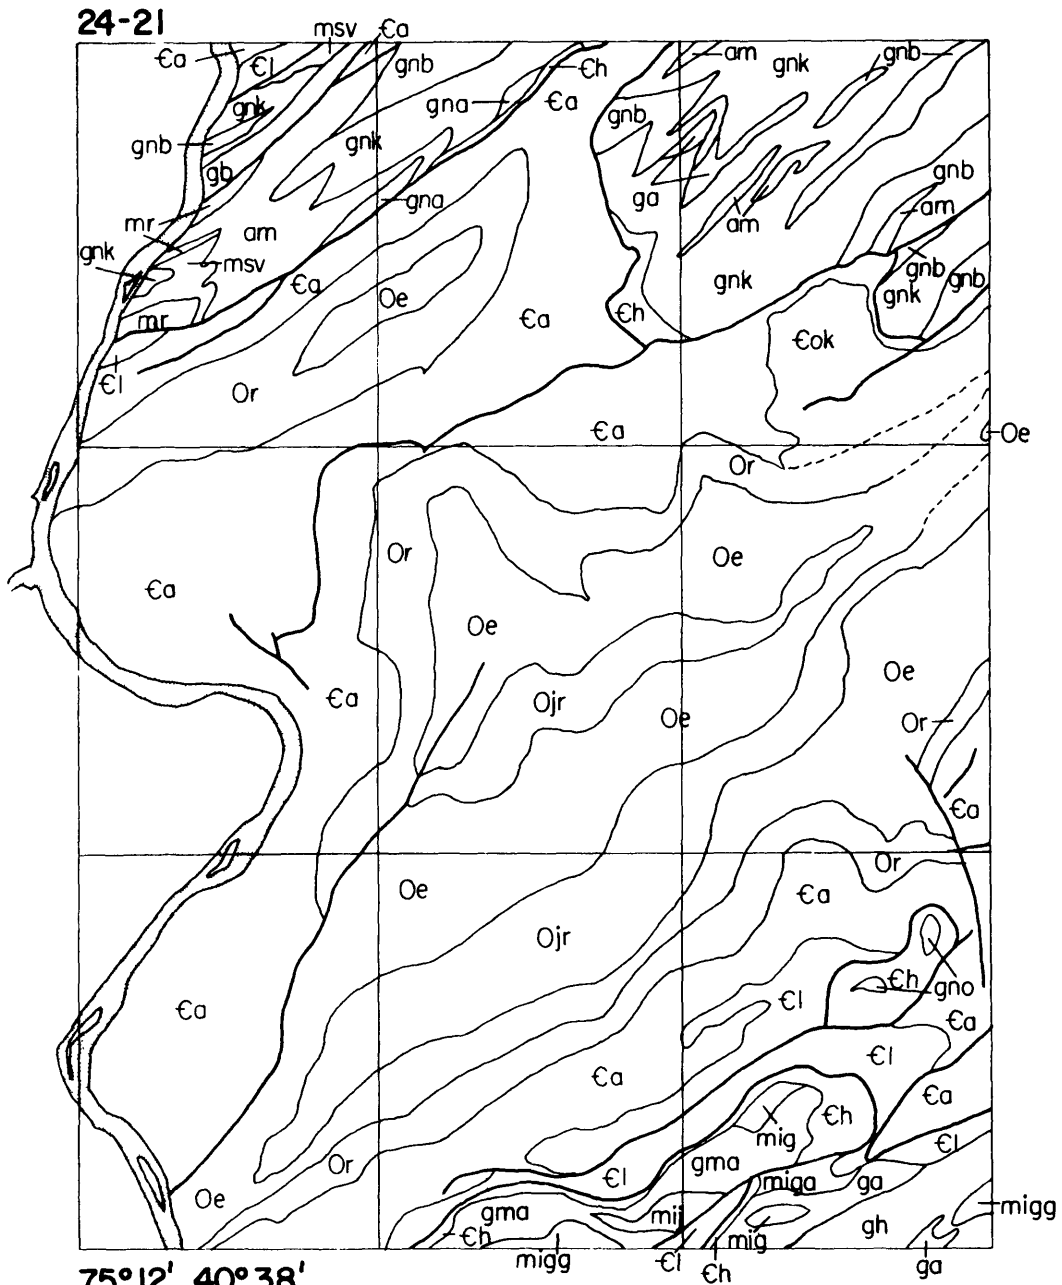 24-21
msv Ꞓa
Ꞓa Ꞓl gnb Ꞓh am gnk gnb
gnk gna Ꞓa gnb
gnb gnk
gb gna ga gnb
mr am am am
gnk msv gnb
Ꞓa Oe gnk gnk gnb
mr Ꞓa Ꞓh Ꞓok
Ꞓl Or
Ꞓa Oe
Or
Or Oe
Ꞓa
Oe
Oe
Ꞓa Ojr Oe
Or
Ꞓa
Or
Oe Ꞓa
Ojr
Ꞓh gno
Ꞓa Ꞓl Ꞓa
Ꞓl
Ꞓa Ꞓa
Ꞓh
mig
Or gma Ꞓl
Ꞓl miga ga
Oe gma mij migg
Ꞓh mig gh
migg Ꞓl Ꞓh ga
75°12' 40°38'